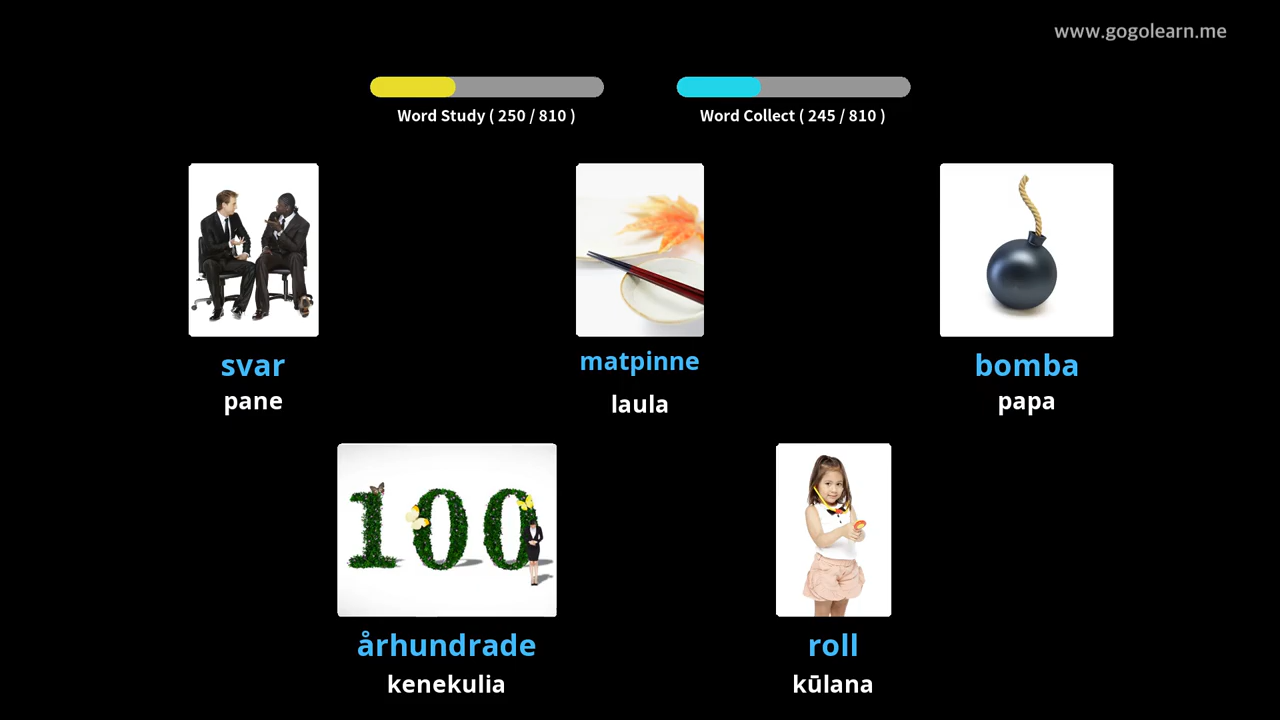 www.gogolearn.me
Word Study ( 250 / 810 )
Word Collect ( 245 / 810 )
svar
pane
matpinne
laula
bomba
papa
100
århundrade
kenekulia
roll
kūlana